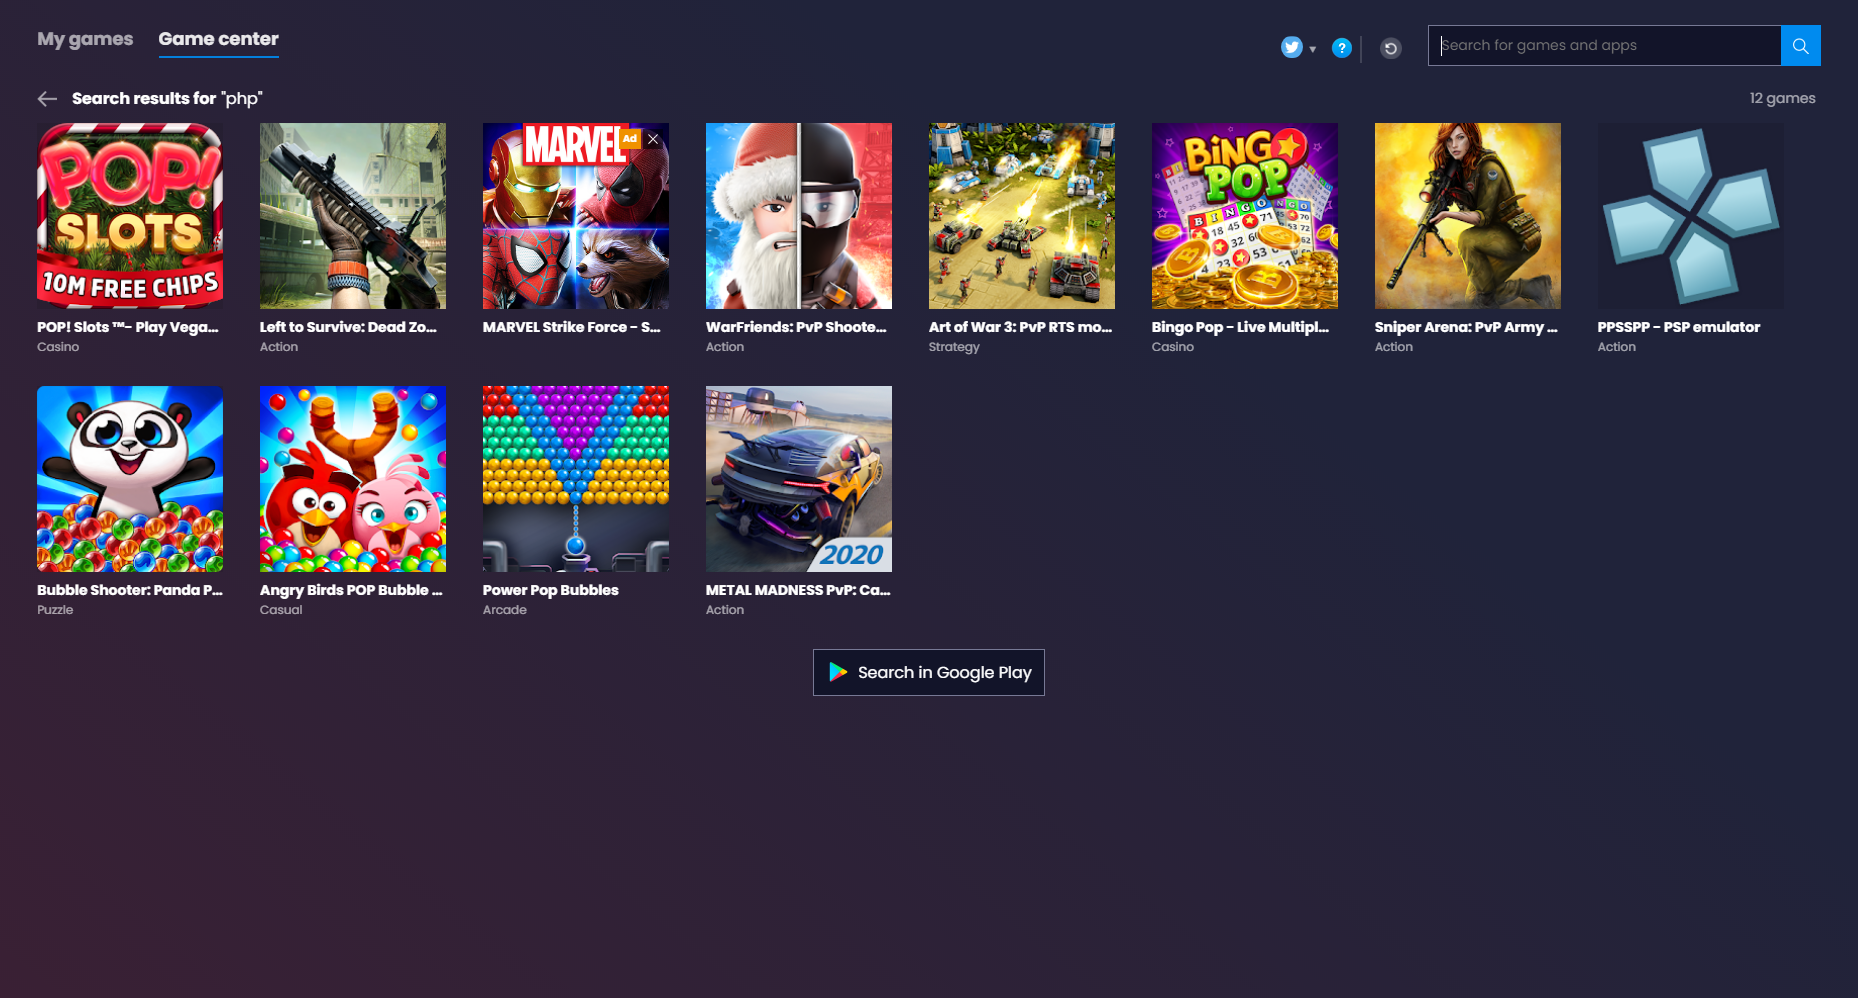 My games
Game center
?
Search for games and apps
Search results for "php"
12 games
POP!
SLOTS
10M FREE CHIPS
MARVEL
Ad
BINGO
POP
BINGO
POP! Slots ™- Play Vega...
Casino
Left to Survive: Dead Zo...
Action
MARVEL Strike Force - S...
WarFriends: PvP Shoote...
Action
Art of War 3: PvP RTS mo...
Strategy
Bingo Pop - Live Multipl...
Casino
Sniper Arena: PvP Army ...
Action
PPSSPP - PSP emulator
Action
2020
Bubble Shooter: Panda P...
Puzzle
Angry Birds POP Bubble ...
Casual
Power Pop Bubbles
Arcade
METAL MADNESS PvP: Ca...
Action
Search in Google Play